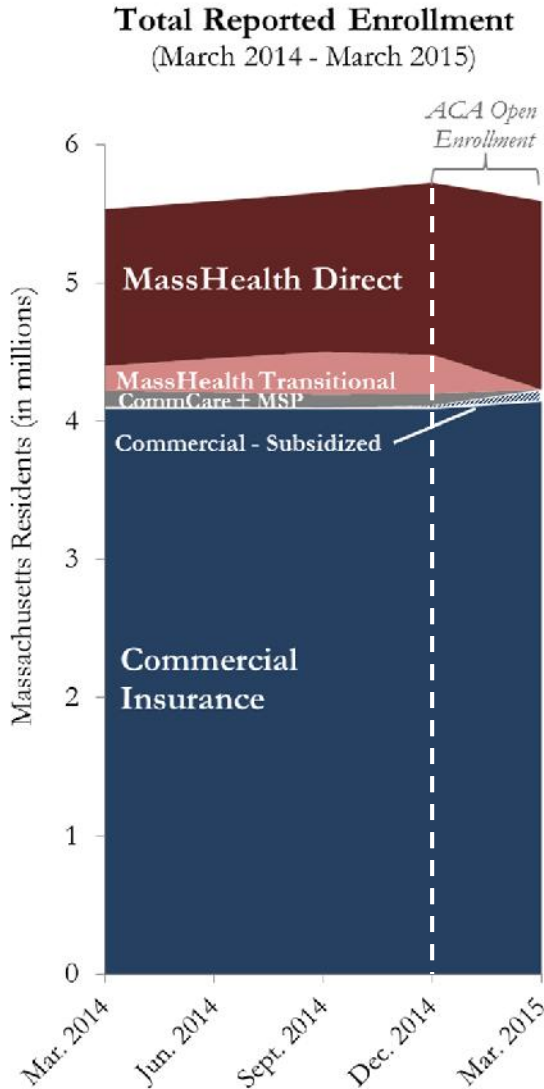 Total Reported Enrollment
(March 2014 - March 2015)
ACA Open
Enrollment
Massachusetts Residents (in millions)
6
5
4
3
2
1
0
MassHealth Direct
MassHealth Transitional
CommCare + MSP
Commercial - Subsidized
Commercial
Insurance
Mar. 2014
Jun. 2014
Sept. 2014
Dec. 2014
Mar. 2015